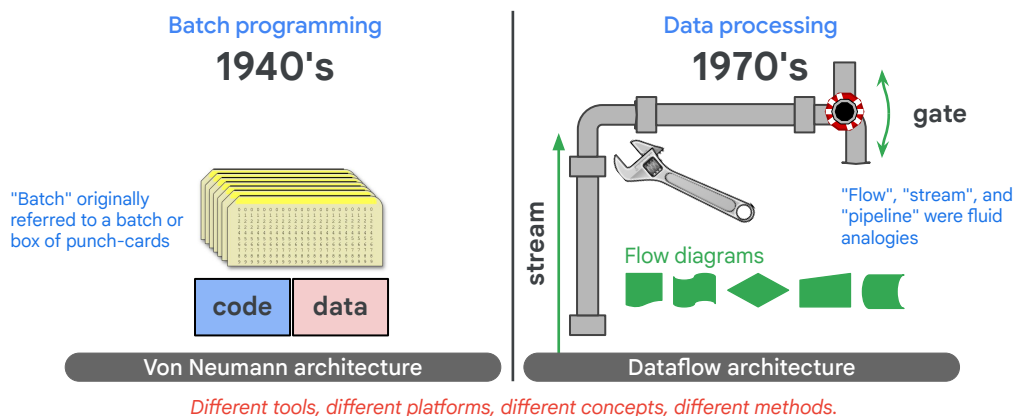 Batch programming
1940's
"Batch" originally
referred to a batch or
box of punch-cards
code
data
Von Neumann architecture
Data processing
1970's
gate
stream
"Flow", "stream", and
"pipeline" were fluid
analogies
Flow diagrams
Dataflow architecture
Different tools, different platforms, different concepts, different methods.